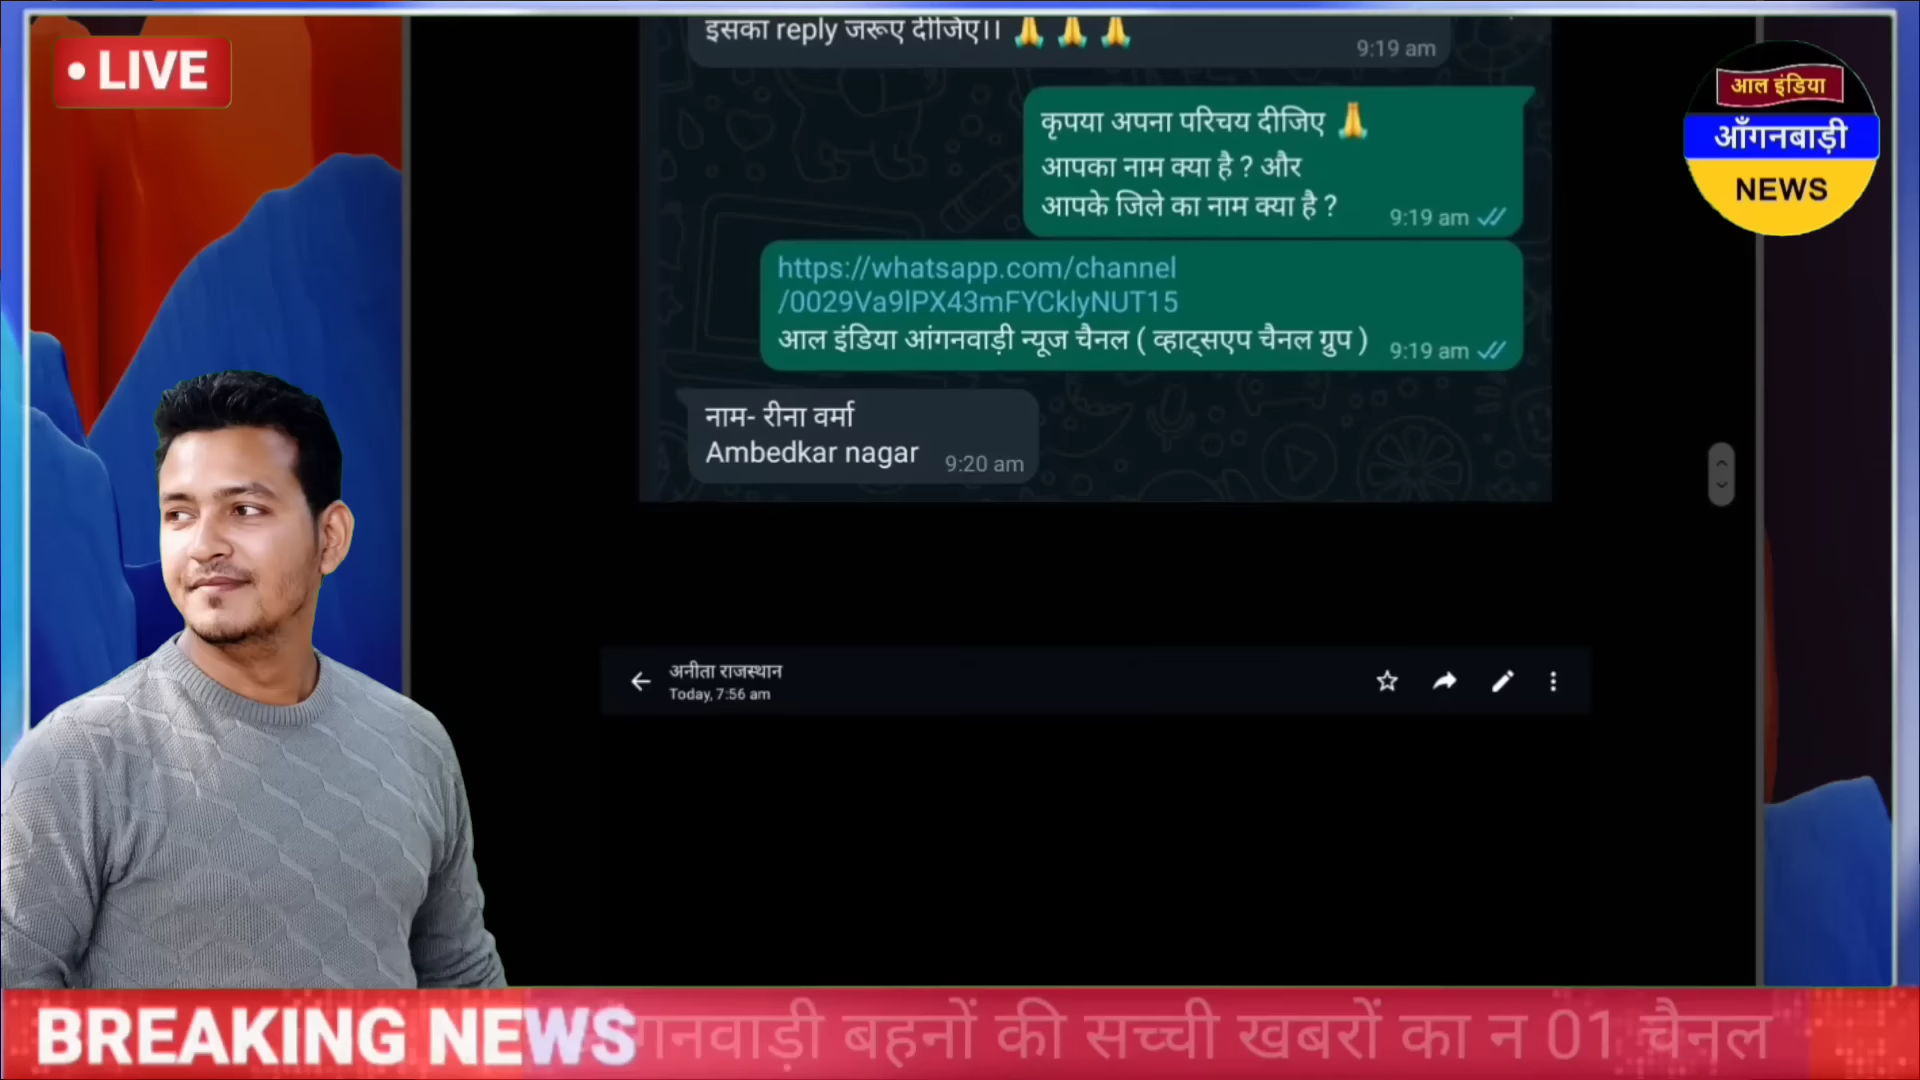 इसका reply जरूए दीजिए।। 🙏 🙏 🙏
9:19 am
• LIVE
आल इंडिया
आँगनबाड़ी
NEWS
कृपया अपना परिचय दीजिए 🙏
आपका नाम क्या है ? और
आपके जिले का नाम क्या है ?
9:19 am
https://whatsapp.com/channel
/0029Va9lPX43mFYCklyNUT15
आल इंडिया आंगनवाड़ी न्यूज चैनल ( व्हाट्सएप चैनल ग्रुप )
9:19 am
नाम- रीना वर्मा
Ambedkar nagar
9:20 am
अनीता राजस्थान
Today, 7:56 am
BREAKING NEWS
गनवाड़ी बहनों की सच्ची खबरों का न 01 चैनल